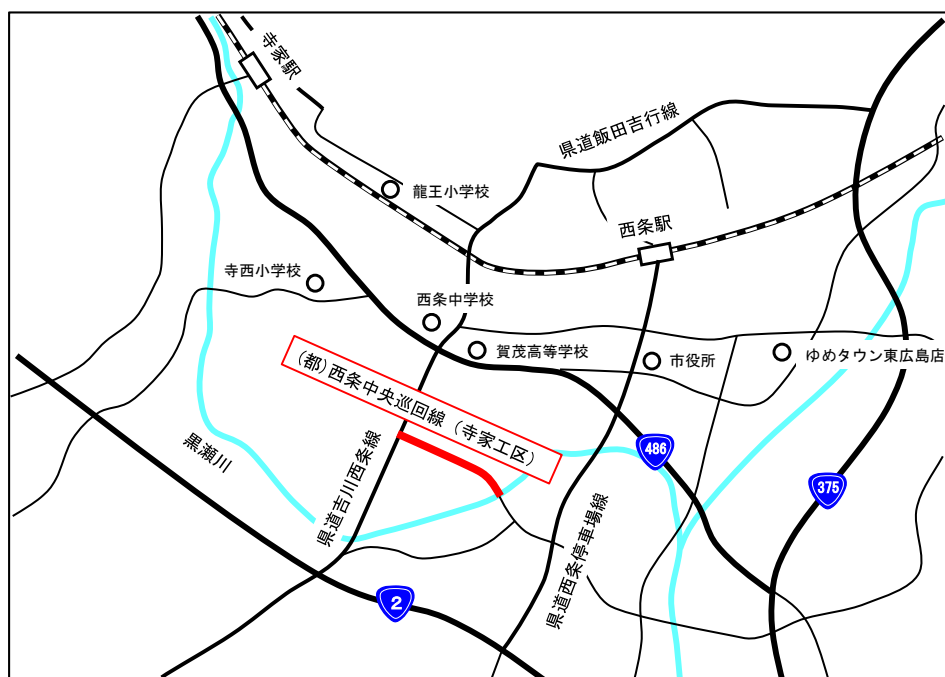 寺家駅
県道飯田吉行線
龍王小学校
西条駅
寺西小学校
西条中学校
賀茂高等学校
市役所
ゆめタウン東広島店
(都)西条中央巡回線(寺家工区)
黒瀬川
県道吉川西条線
486
375
県道西条停車場線
2